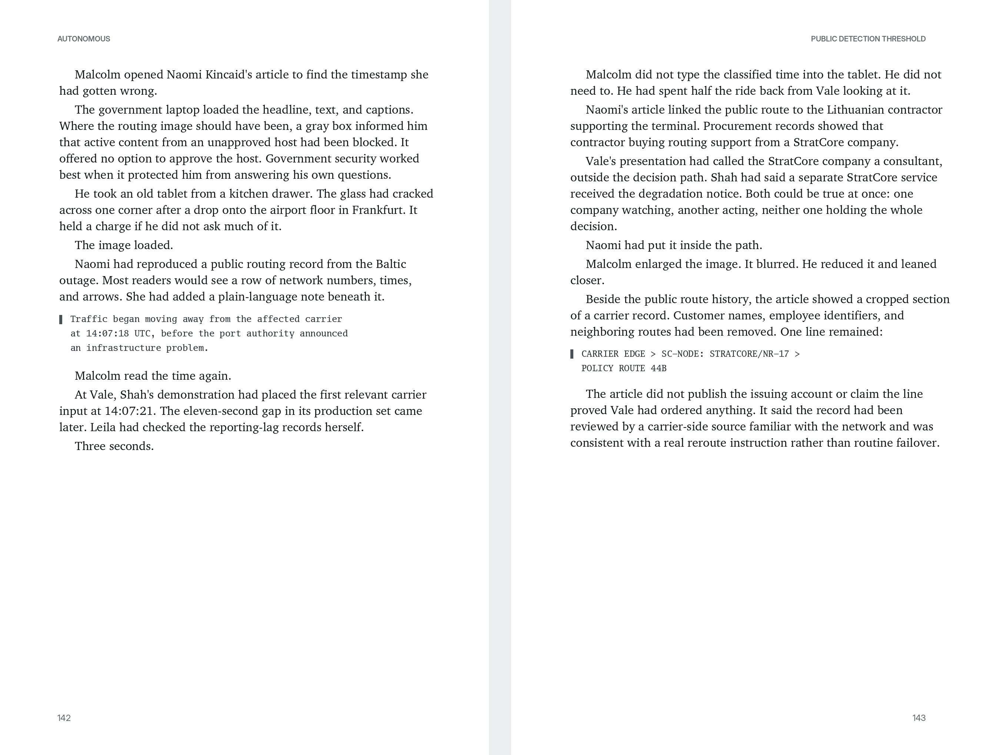 AUTONOMOUS
Malcolm opened Naomi Kincaid's article to find the timestamp she
had gotten wrong.
The government laptop loaded the headline, text, and captions.
Where the routing image should have been, a gray box informed him
that active content from an unapproved host had been blocked. It
offered no option to approve the host. Government security worked
best when it protected him from answering his own questions.
He took an old tablet from a kitchen drawer. The glass had cracked
across one corner after a drop onto the airport floor in Frankfurt. It
held a charge if he did not ask much of it.
The image loaded.
Naomi had reproduced a public routing record from the Baltic
outage. Most readers would see a row of network numbers, times,
and arrows. She had added a plain-language note beneath it.
Traffic began moving away from the affected carrier
at 14:07:18 UTC, before the port authority announced
an infrastructure problem.
Malcolm read the time again.
At Vale, Shah's demonstration had placed the first relevant carrier
input at 14:07:21. The eleven-second gap in its production set came
later. Leila had checked the reporting-lag records herself.
Three seconds.
142
PUBLIC DETECTION THRESHOLD
Malcolm did not type the classified time into the tablet. He did not
need to. He had spent half the ride back from Vale looking at it.
Naomi's article linked the public route to the Lithuanian contractor
supporting the terminal. Procurement records showed that
contractor buying routing support from a StratCore company.
Vale's presentation had called the StratCore company a consultant,
outside the decision path. Shah had said a separate StratCore service
received the degradation notice. Both could be true at once: one
company watching, another acting, neither one holding the whole
decision.
Naomi had put it inside the path.
Malcolm enlarged the image. It blurred. He reduced it and leaned
closer.
Beside the public route history, the article showed a cropped section
of a carrier record. Customer names, employee identifiers, and
neighboring routes had been removed. One line remained:
CARRIER EDGE > SC–NODE: STRATCORE/NR–17 >
POLICY ROUTE 44B
The article did not publish the issuing account or claim the line
proved Vale had ordered anything. It said the record had been
reviewed by a carrier-side source familiar with the network and was
consistent with a real reroute instruction rather than routine failover.
143